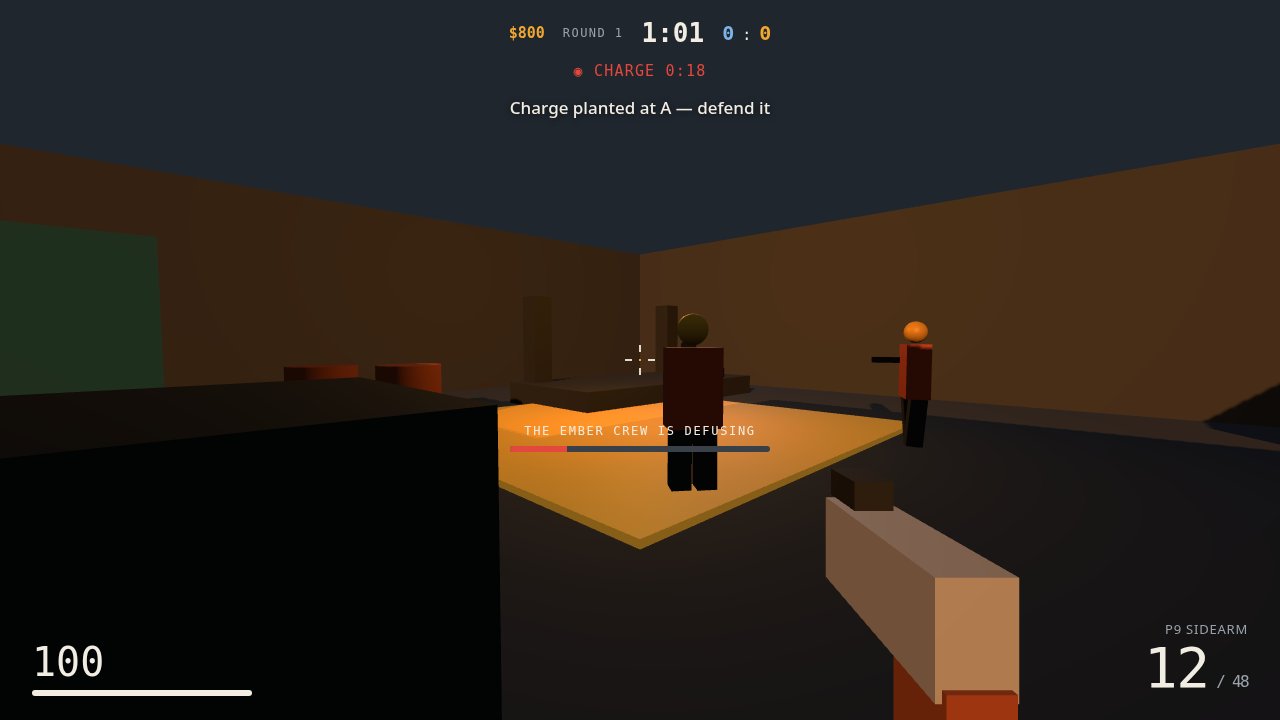 $800 ROUND 1 1:01 0 : 0
◉ CHARGE 0:18
Charge planted at A — defend it
THE EMBER CREW IS DEFUSING
P9 SIDEARM
100
12 / 48